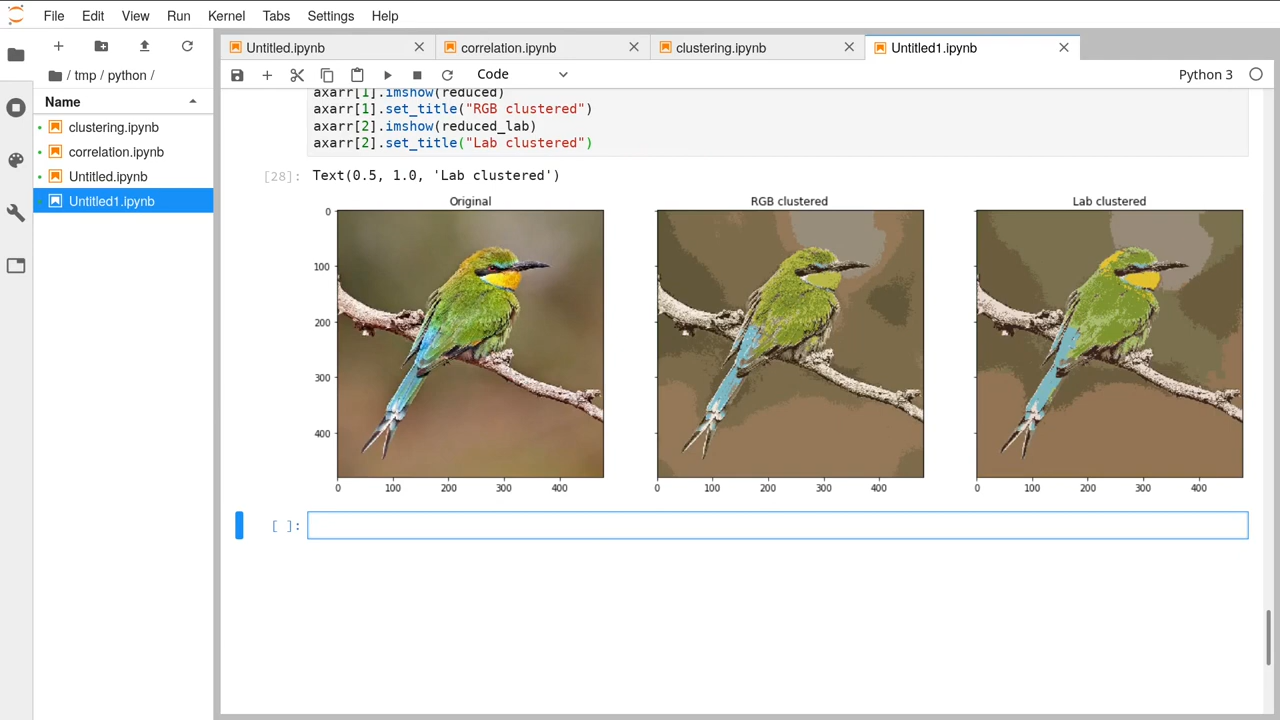 File Edit View Run Kernel Tabs Settings Help
Untitled.ipynb correlation.ipynb clustering.ipynb Untitled1.ipynb
Code Python 3
/ tmp / python /
Name
clustering.ipynb
correlation.ipynb
Untitled.ipynb
Untitled1.ipynb
axarr[1].imshow(reduced)
axarr[1].set_title("RGB clustered")
axarr[2].imshow(reduced_lab)
axarr[2].set_title("Lab clustered")
[28]: Text(0.5, 1.0, 'Lab clustered')
Original RGB clustered Lab clustered
0
100
200
300
400
0 100 200 300 400 0 100 200 300 400 0 100 200 300 400
[ ]: